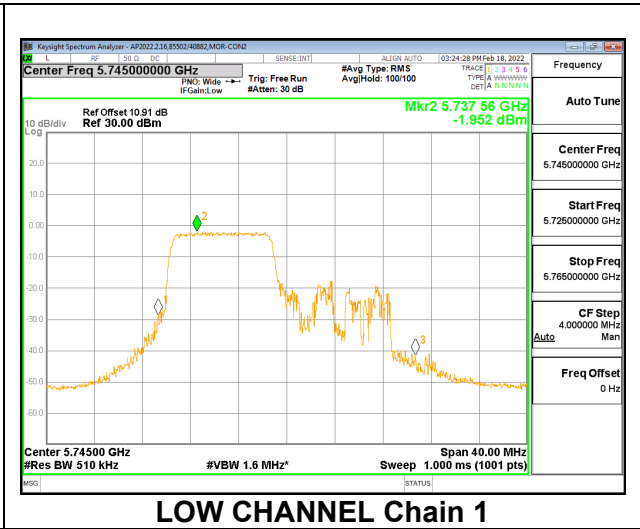 Keysight Spectrum Analyzer - AP2022.2.16,85502/40882,MOR-CON2
L RF 50 Ω DC SENSE:INT ALIGN AUTO 03:24:28 PM Feb 18, 2022
Center Freq 5.745000000 GHz
PNO: Wide
IFGain:Low
Trig: Free Run
#Atten: 30 dB
#Avg Type: RMS
Avg|Hold: 100/100
TRACE 1 2 3 4 5 6
TYPE A WWWWW
DET A N N N N N
Frequency
Mkr2 5.737 56 GHz
-1.952 dBm
Ref Offset 10.91 dB
Ref 30.00 dBm
10 dB/div
Log
20.0
10.0
0.00
-10.0
-20.0
-30.0
-40.0
-50.0
-60.0
1
2
3
Center 5.74500 GHz
#Res BW 510 kHz
#VBW 1.6 MHz*
Span 40.00 MHz
Sweep 1.000 ms (1001 pts)
Auto Tune
Center Freq
5.745000000 GHz
Start Freq
5.725000000 GHz
Stop Freq
5.765000000 GHz
CF Step
4.000000 MHz
Auto Man
Freq Offset
0 Hz
MSG STATUS
LOW CHANNEL Chain 1